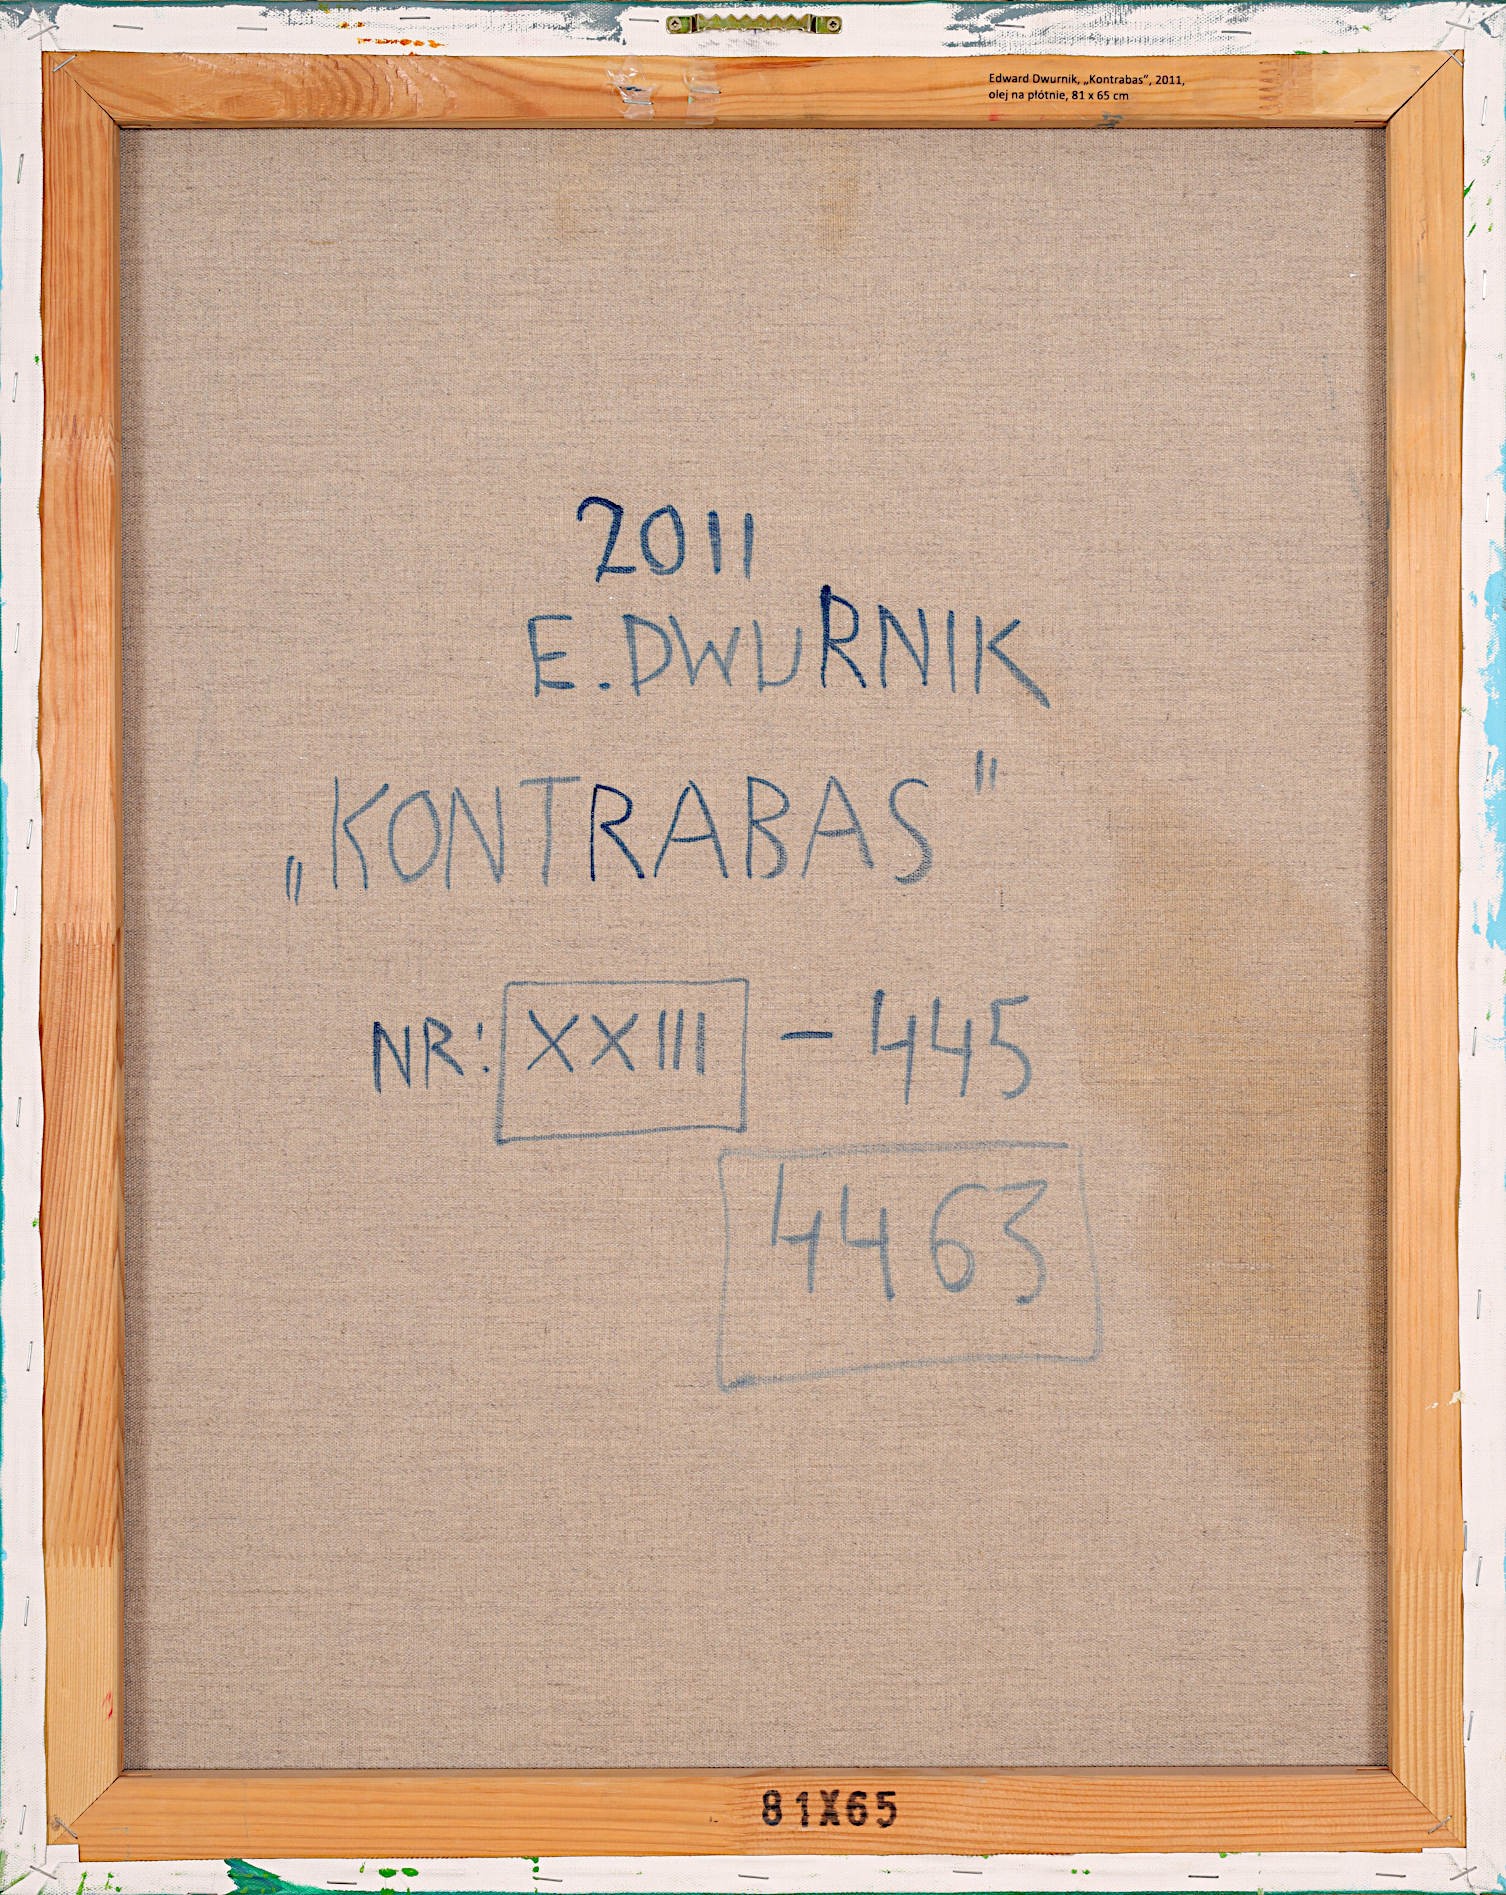 Edward Dwurnik, „Kontrabas”, 2011,
olej na płótnie, 81 x 65 cm
2011
E. DWURNIK
„KONTRABAS"
NR: XXIII – 445
4463
81X65